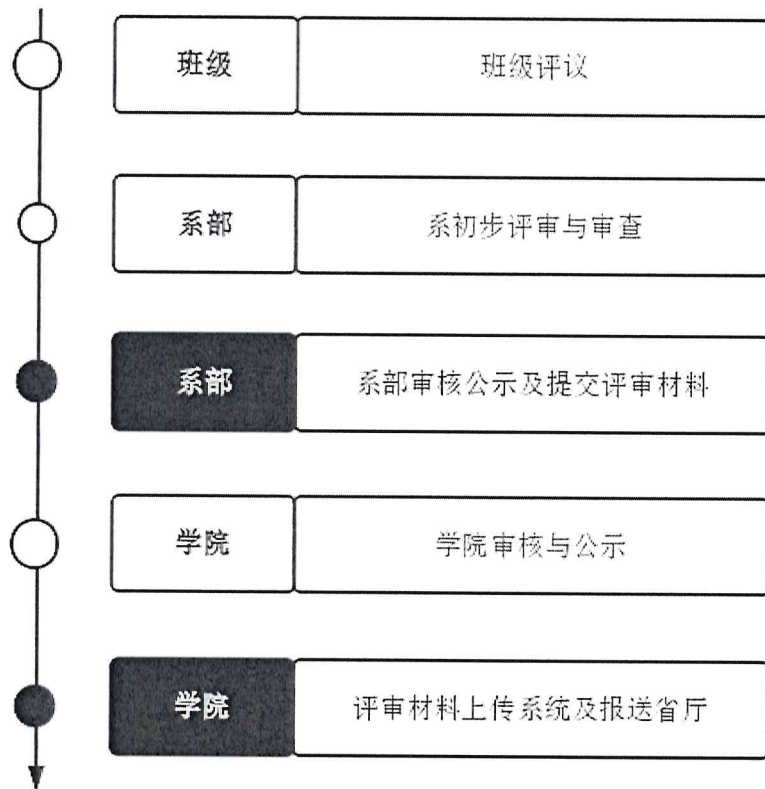 班级 班级评议
系部 系初步评审与审查
系部 系部审核公示及提交评审材料
学院 学院审核与公示
学院 评审材料上传系统及报送省厅